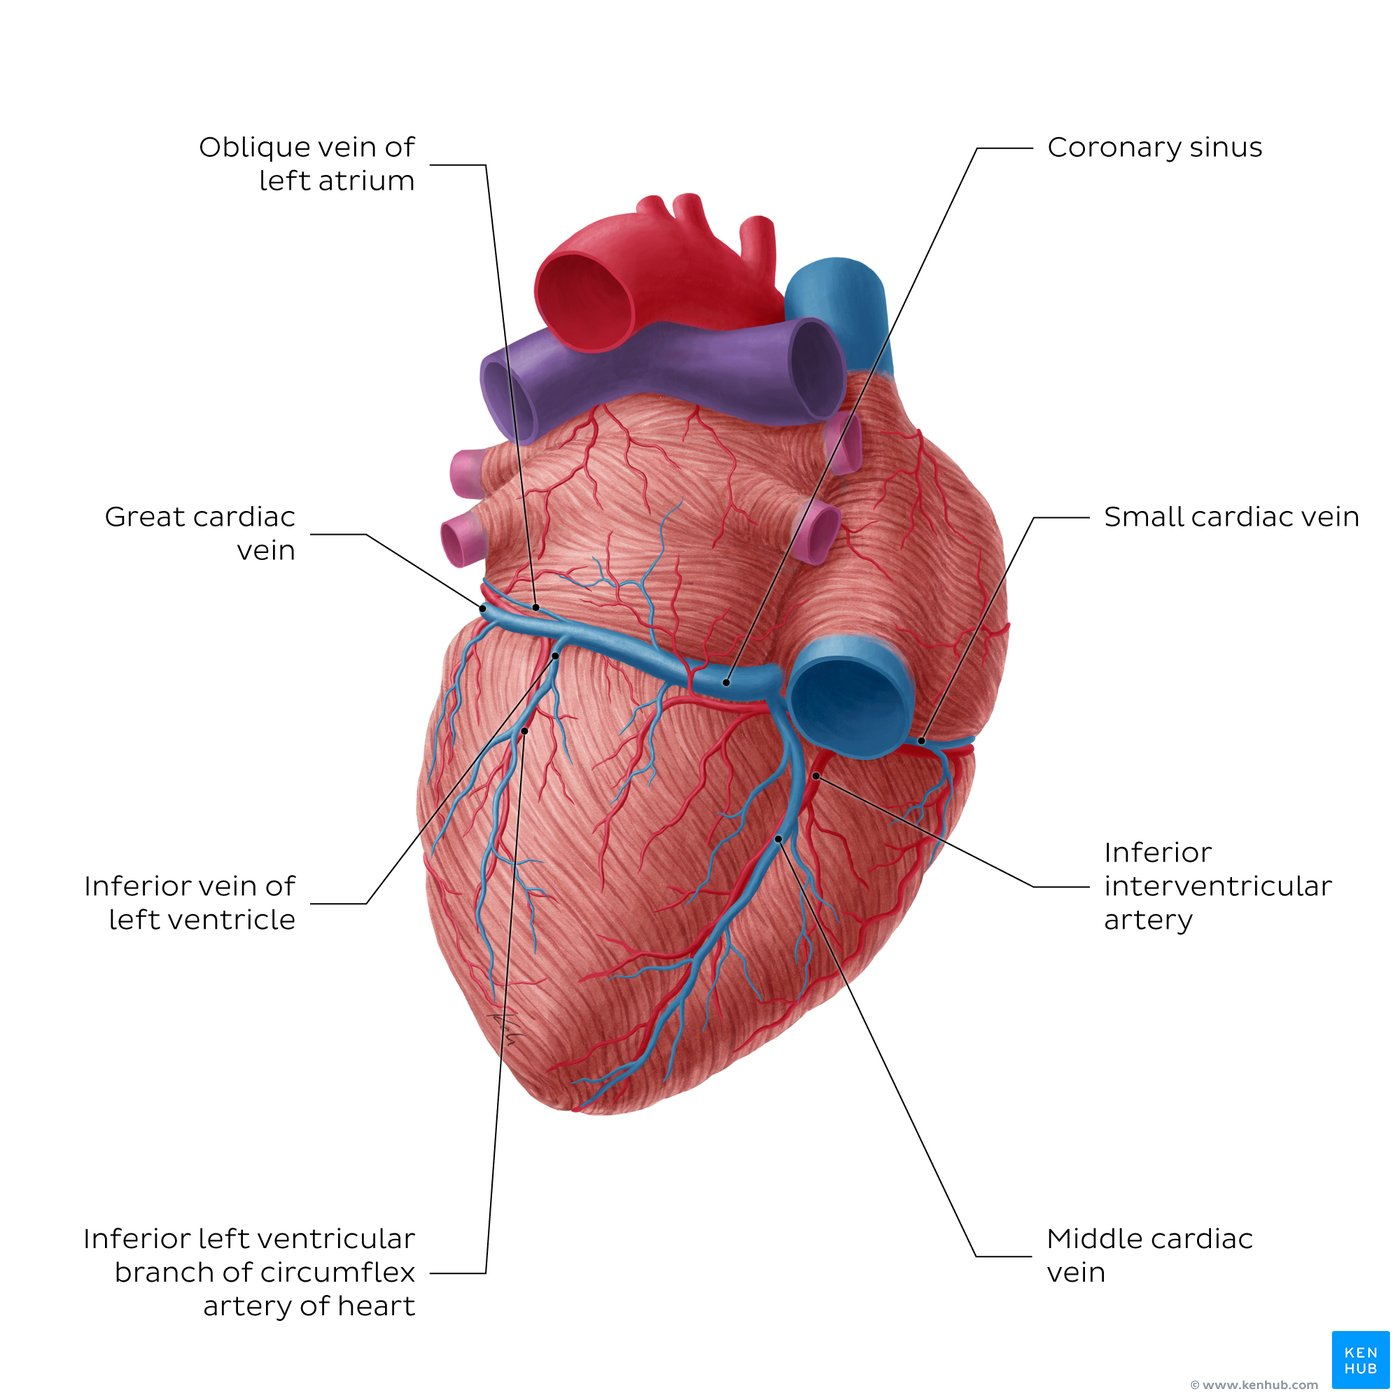 Oblique vein of
left atrium
Coronary sinus
Great cardiac
vein
Small cardiac vein
Inferior vein of
left ventricle
Inferior
interventricular
artery
Inferior left ventricular
branch of circumflex
artery of heart
Middle cardiac
vein
KEN
HUB
© www.kenhub.com